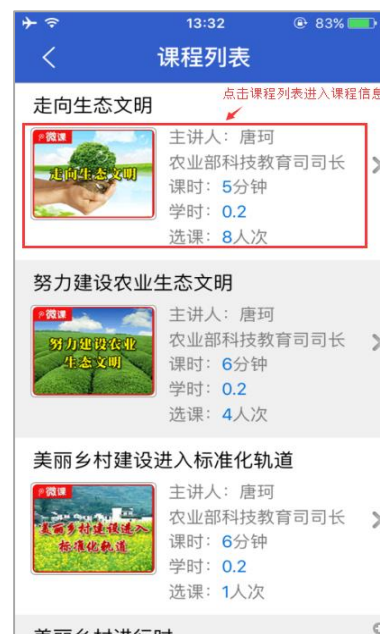 13:32
83%
课程列表
点击课程列表进入课程信息
走向生态文明
微课
走向生态文明
主讲人：唐珂
农业部科技教育司司长
课时：5分钟
学时：0.2
选课：8人次
努力建设农业生态文明
微课
努力建设农业
生态文明
主讲人：唐珂
农业部科技教育司司长
课时：6分钟
学时：0.2
选课：4人次
美丽乡村建设进入标准化轨道
微课
美丽乡村建设进入
标准化轨道
主讲人：唐珂
农业部科技教育司司长
课时：6分钟
学时：0.2
选课：1人次
美丽乡村进行时